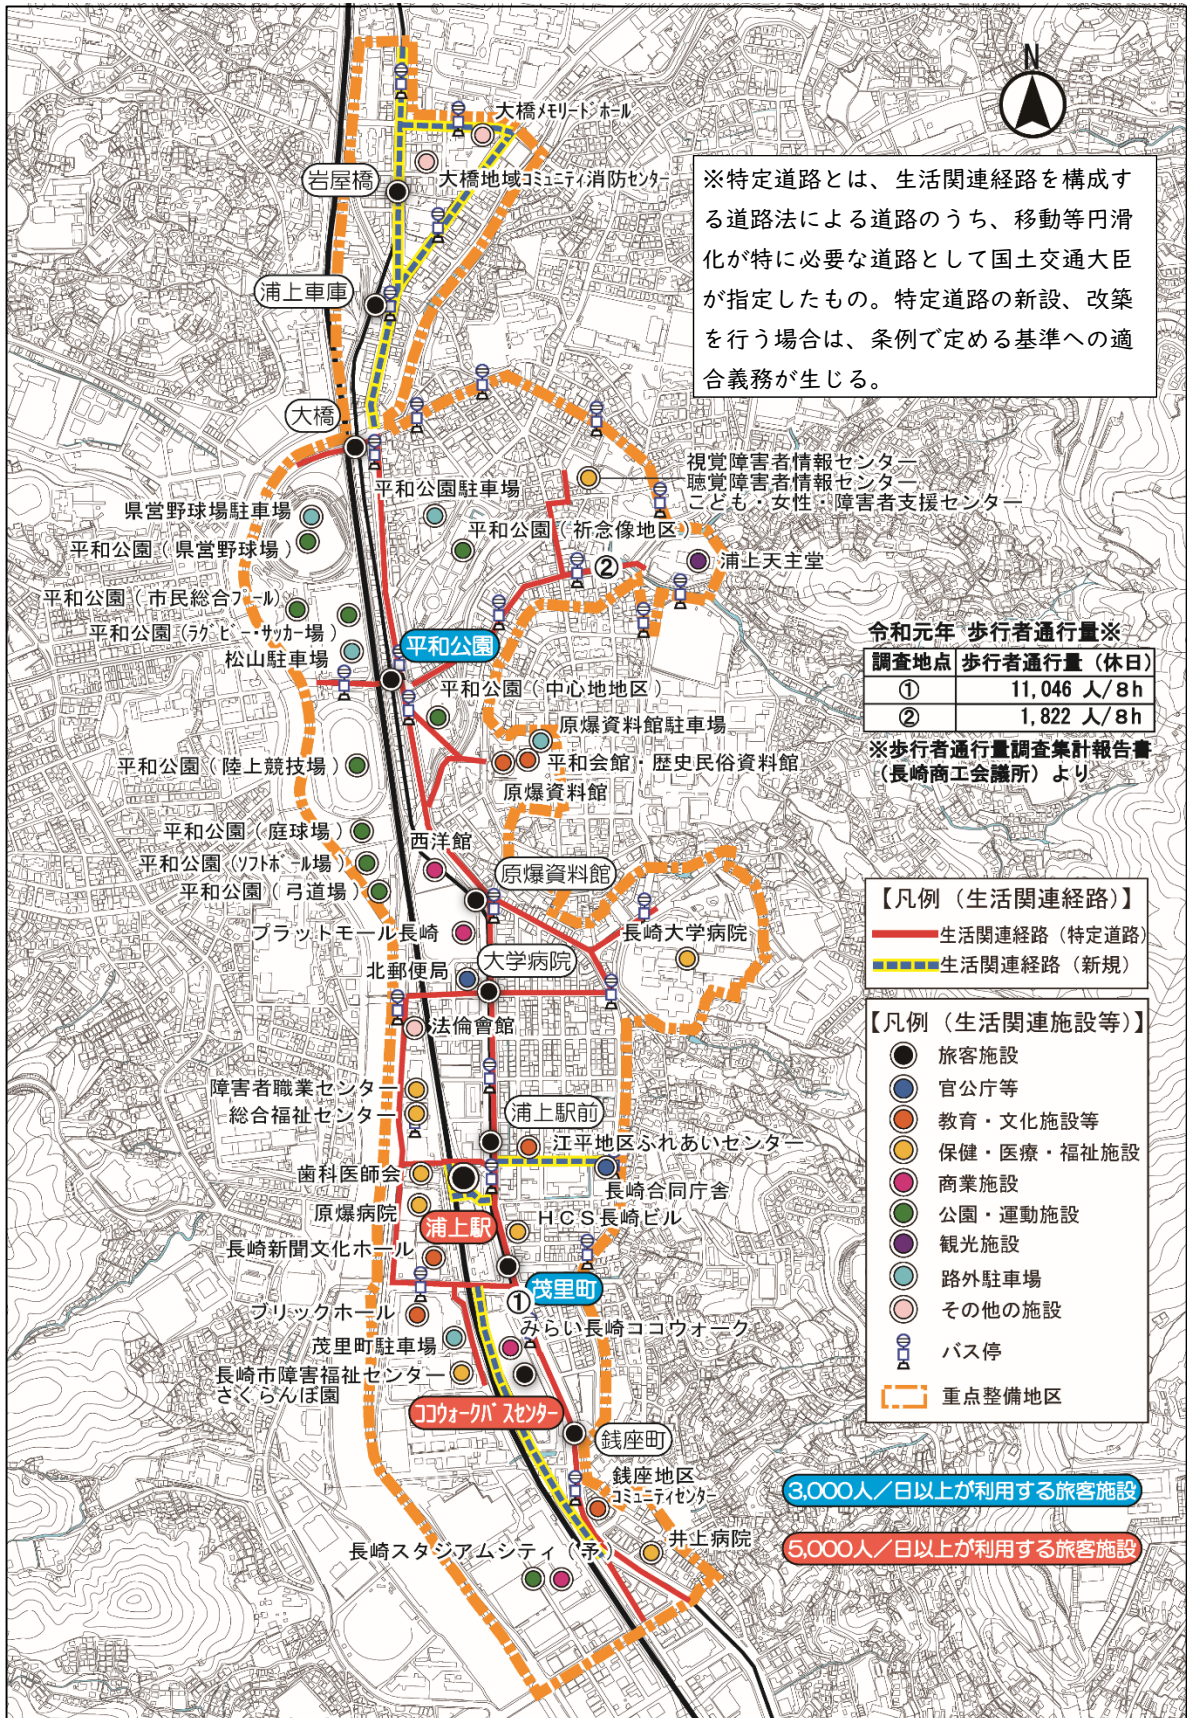 N
大橋メモリードホール
岩屋橋
大橋地域コミュニティ消防センター
※特定道路とは、生活関連経路を構成す
る道路法による道路のうち、移動等円滑
化が特に必要な道路として国土交通大臣
が指定したもの。特定道路の新設、改築
を行う場合は、条例で定める基準への適
合義務が生じる。
浦上車庫
大橋
視覚障害者情報センター
聴覚障害者情報センター
こども・女性・障害者支援センター
平和公園駐車場
県営野球場駐車場
平和公園(祈念像地区)
平和公園(県営野球場)
②
浦上天主堂
平和公園(市民総合プール)
平和公園(ラグビー・サッカー場)
松山駐車場
平和公園
令和元年 歩行者通行量※
調査地点 歩行者通行量(休日)
① 11,046 人/8h
② 1,822 人/8h
※歩行者通行量調査集計報告書
(長崎商工会議所)より
平和公園(中心地地区)
原爆資料館駐車場
平和公園(陸上競技場)
平和会館・歴史民俗資料館
原爆資料館
平和公園(庭球場)
西洋館
平和公園(ソフトボール場)
原爆資料館
平和公園(弓道場)
プラットモール長崎
長崎大学病院
北郵便局
大学病院
法倫會館
障害者職業センター
総合福祉センター
浦上駅前
江平地区ふれあいセンター
歯科医師会
長崎合同庁舎
原爆病院
浦上駅
HCS長崎ビル
長崎新聞文化ホール
茂里町
①
ブリックホール
みらい長崎ココウォーク
茂里町駐車場
長崎市障害福祉センター
さくらんぼ園
ココウォークバスセンター
銭座町
銭座地区
コミュニティセンター
井上病院
長崎スタジアムシティ(予)
【凡例(生活関連経路)】
生活関連経路(特定道路)
生活関連経路(新規)
【凡例(生活関連施設等)】
旅客施設
官公庁等
教育・文化施設等
保健・医療・福祉施設
商業施設
公園・運動施設
観光施設
路外駐車場
その他の施設
バス停
重点整備地区
3,000人/日以上が利用する旅客施設
5,000人/日以上が利用する旅客施設